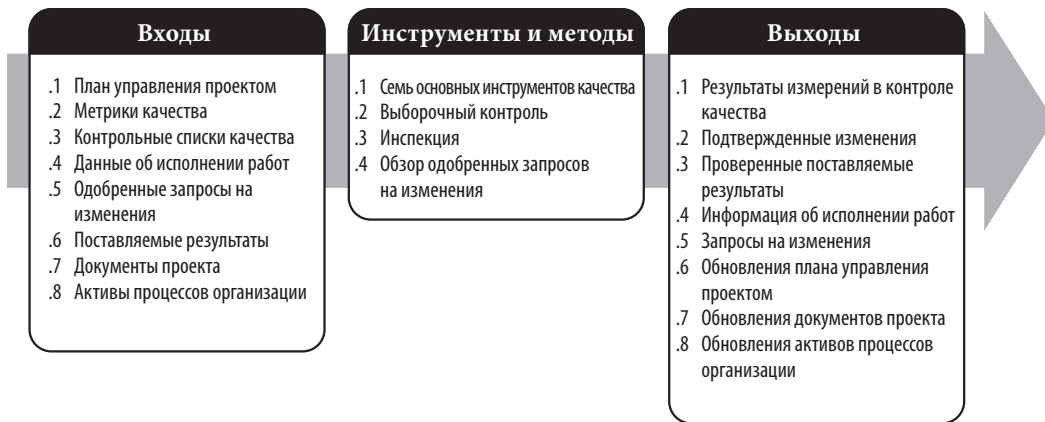 Входы
.1 План управления проектом
.2 Метрики качества
.3 Контрольные списки качества
.4 Данные об исполнении работ
.5 Одобренные запросы на
изменения
.6 Поставляемые результаты
.7 Документы проекта
.8 Активы процессов организации
Инструменты и методы
.1 Семь основных инструментов качества
.2 Выборочный контроль
.3 Инспекция
.4 Обзор одобренных запросов
на изменения
Выходы
.1 Результаты измерений в контроле
качества
.2 Подтвержденные изменения
.3 Проверенные поставляемые
результаты
.4 Информация об исполнении работ
.5 Запросы на изменения
.6 Обновления плана управления
проектом
.7 Обновления документов проекта
.8 Обновления активов процессов
организации